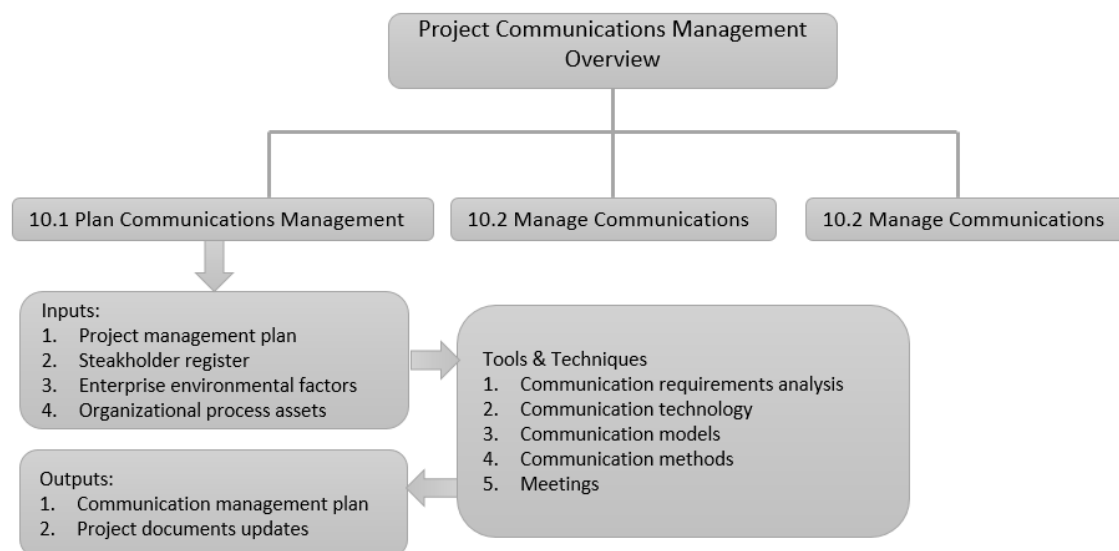 Project Communications Management
Overview
10.1 Plan Communications Management
10.2 Manage Communications
10.2 Manage Communications
Inputs:
1. Project management plan
2. Steakholder register
3. Enterprise environmental factors
4. Organizational process assets
Tools & Techniques
1. Communication requirements analysis
2. Communication technology
3. Communication models
4. Communication methods
5. Meetings
Outputs:
1. Communication management plan
2. Project documents updates